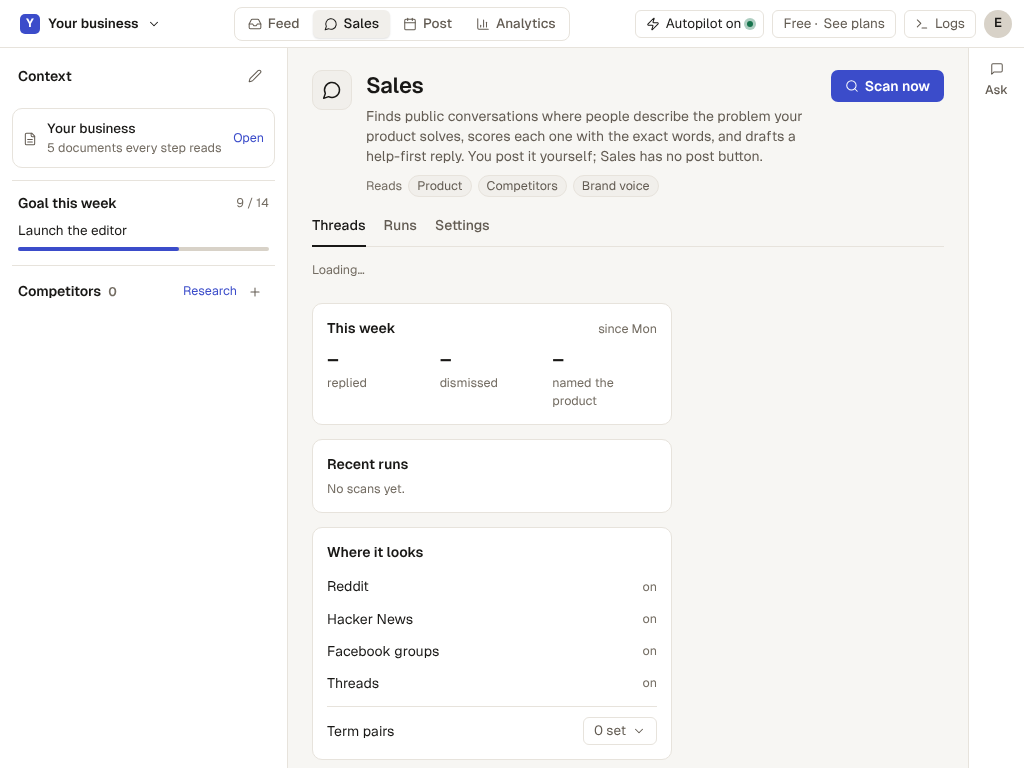 Y Your business
Feed
Sales
Post
Analytics
Autopilot on
Free · See plans
Logs
E
Context
Your business
5 documents every step reads
Open
Goal this week
9 / 14
Launch the editor
Competitors 0
Research
Sales
Finds public conversations where people describe the problem your
product solves, scores each one with the exact words, and drafts a
help-first reply. You post it yourself; Sales has no post button.
Reads Product Competitors Brand voice
Scan now
Threads
Runs
Settings
Loading…
This week
since Mon
–
–
–
replied
dismissed
named the
product
Recent runs
No scans yet.
Where it looks
Reddit
on
Hacker News
on
Facebook groups
on
Threads
on
Term pairs
0 set
Ask